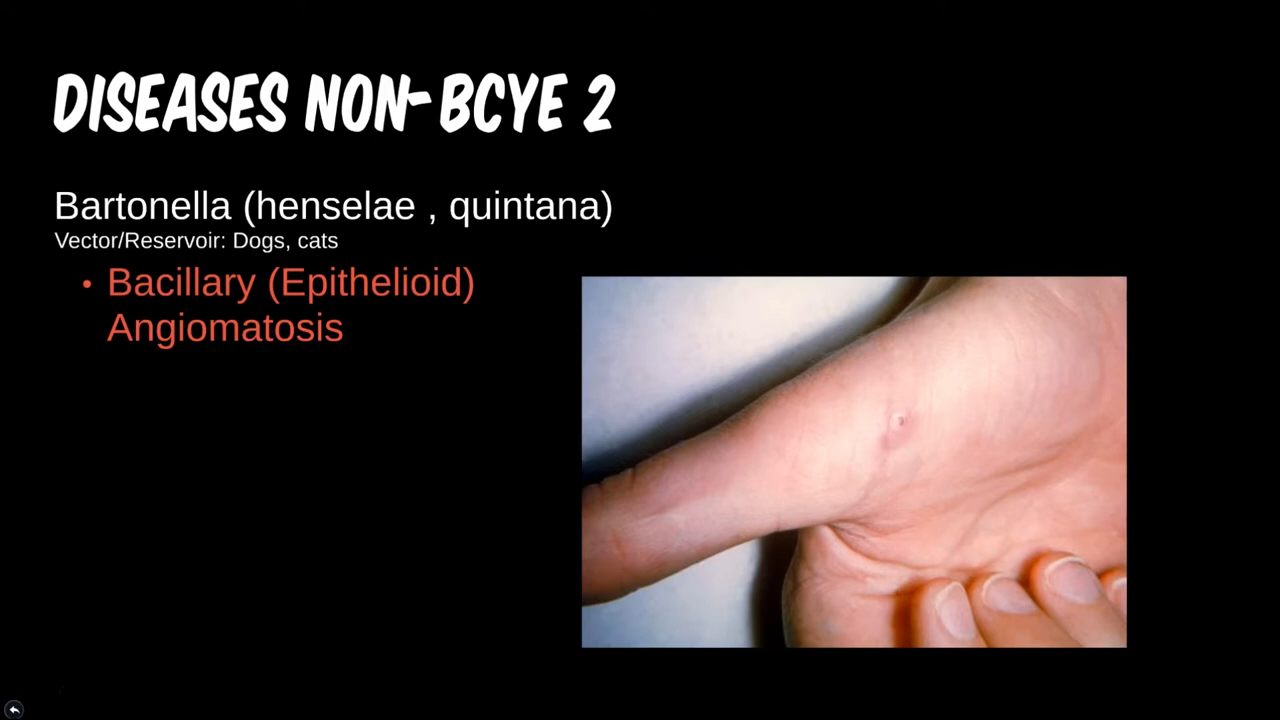 DISEASES NON-BCYE 2
Bartonella (henselae , quintana)
Vector/Reservoir: Dogs, cats
• Bacillary (Epithelioid)
Angiomatosis